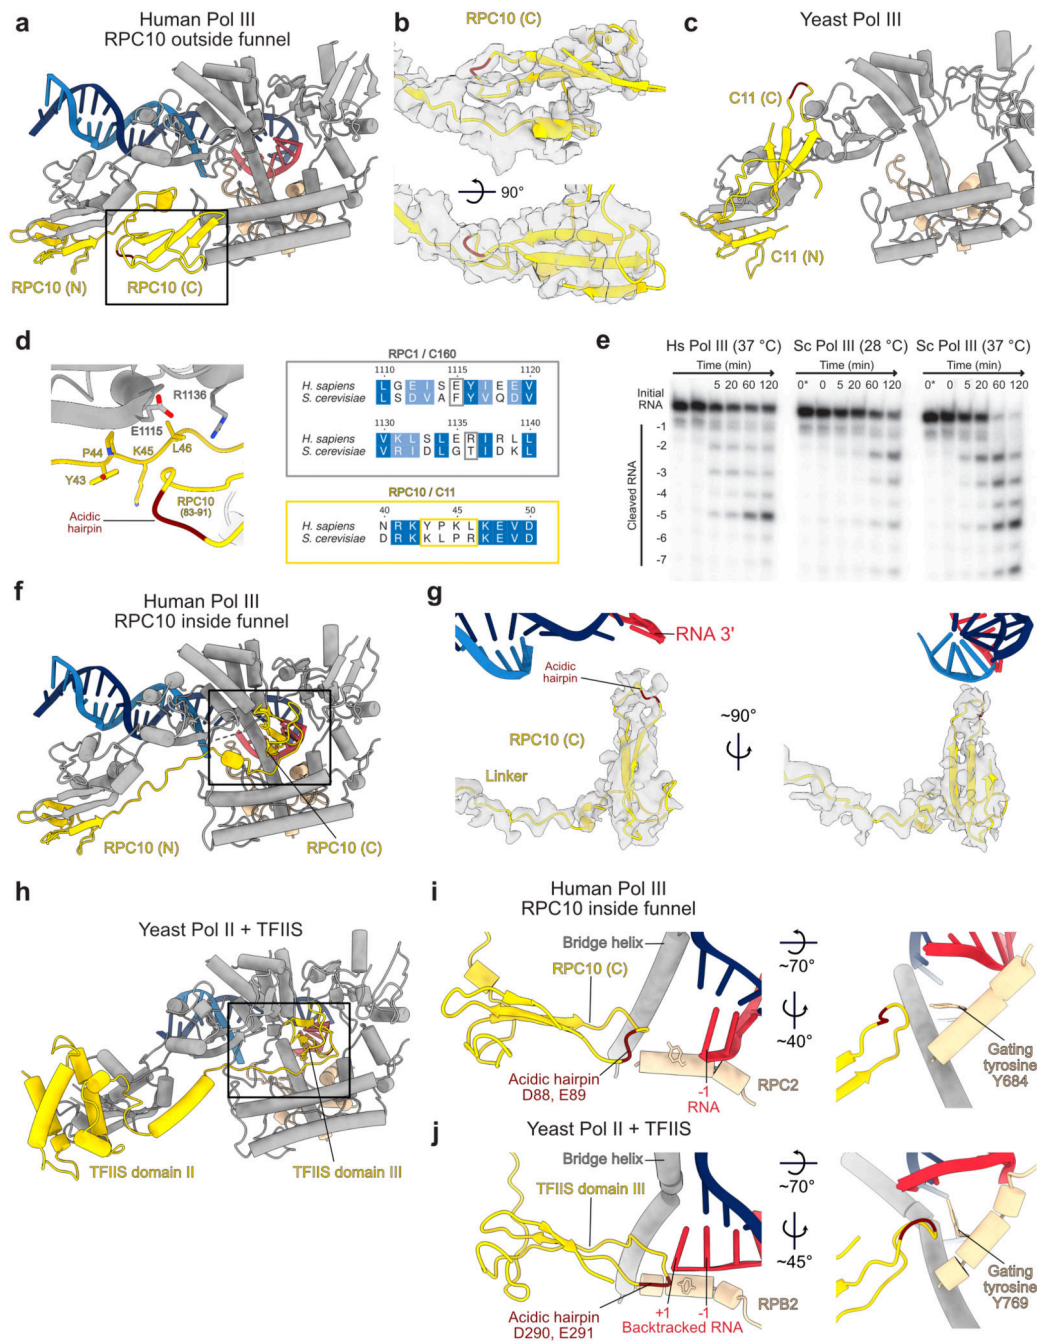 a
Human Pol III
RPC10 outside funnel
RPC10 (N)
RPC10 (C)
b
RPC10 (C)
90°
c
Yeast Pol III
C11 (C)
C11 (N)
d
R1136
E1115
P44
K45
L46
Y43
RPC10
(83-91)
Acidic
hairpin
RPC1 / C160
1110 1115 1120
H. sapiens L G E I S E Y I E E V
S. cerevisiae L S D V A F Y V Q D V
1130 1135 1140
H. sapiens V K L S L E R I R L L
S. cerevisiae V R I D L G T I D K L
RPC10 / C11
40 45 50
H. sapiens N R K Y P K L K E V D
S. cerevisiae D R K K L P R K E V D
e
Hs Pol III (37 °C)
Sc Pol III (28 °C)
Sc Pol III (37 °C)
Time (min)
Time (min)
Time (min)
5 20 60 120
0* 0 5 20 60 120
0* 0 5 20 60 120
Initial
RNA
-1
-2
-3
-4
-5
-6
-7
Cleaved RNA
f
Human Pol III
RPC10 inside funnel
RPC10 (N)
RPC10 (C)
g
RNA 3'
Acidic
hairpin
RPC10 (C)
Linker
~90°
h
Yeast Pol II + TFIIS
TFIIS domain II
TFIIS domain III
i
Human Pol III
RPC10 inside funnel
Bridge helix
RPC10 (C)
Acidic hairpin
D88, E89
-1
RNA
RPC2
~70°
~40°
Gating
tyrosine
Y684
j
Yeast Pol II + TFIIS
Bridge helix
TFIIS domain III
Acidic hairpin
D290, E291
+1
-1
Backtracked RNA
RPB2
~70°
~45°
Gating
tyrosine
Y769